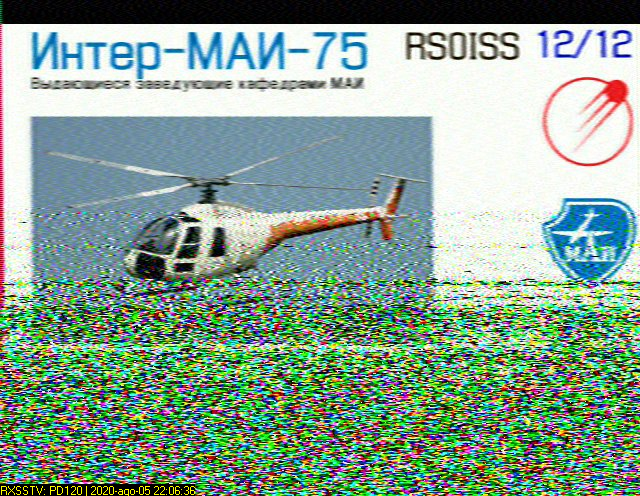 Интер-МАИ-75
RS0ISS 12/12
Выдающиеся заведующие кафедрами МАИ
МАИ
RXSSTV: PD120 | 2020-ago-05 22:06:36